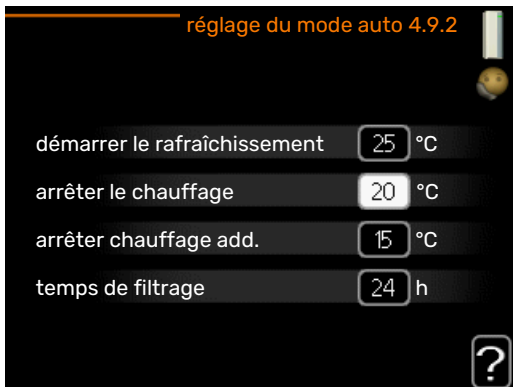 réglage du mode auto 4.9.2
démarrer le rafraîchissement 25 °C
arrêter le chauffage 20 °C
arrêter chauffage add. 15 °C
temps de filtrage 24 h
?